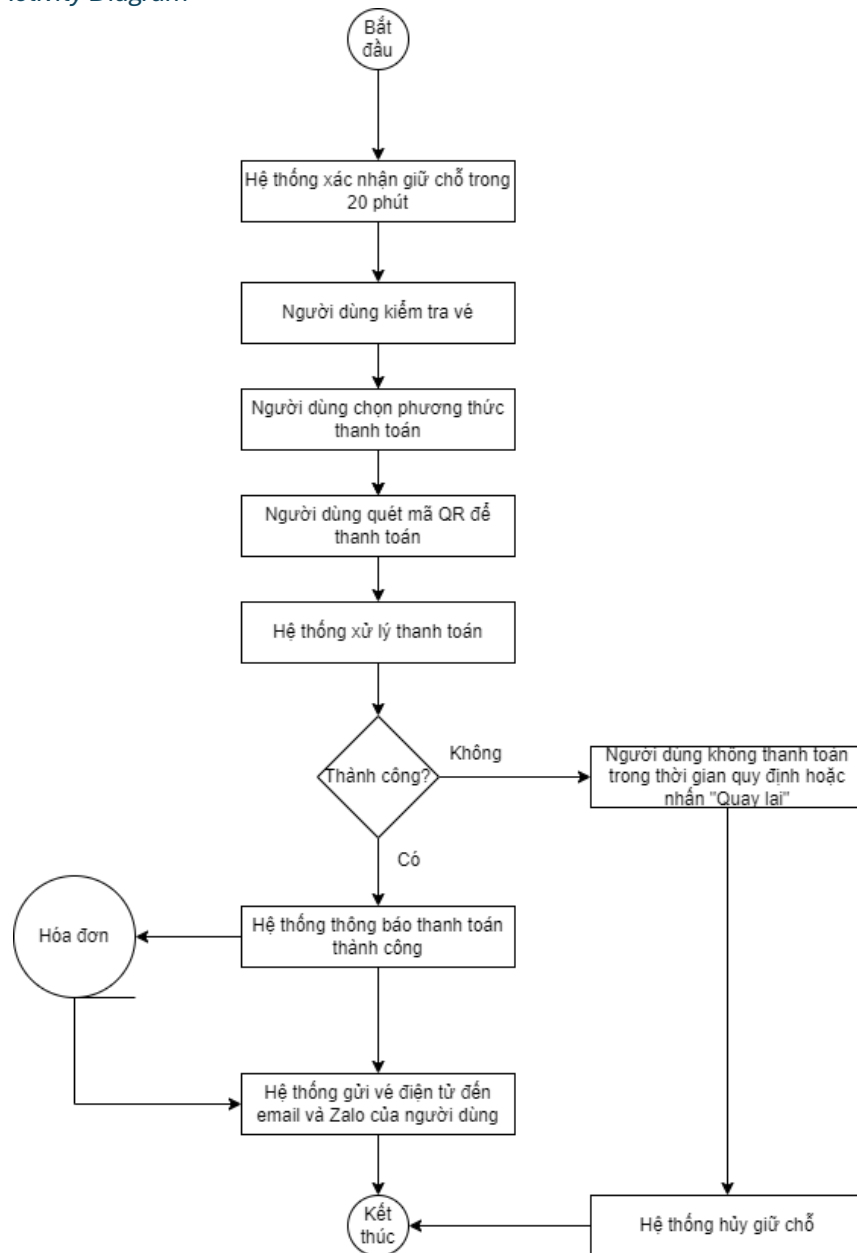 Activity Diagram
Bắt
đầu
Hệ thống xác nhận giữ chỗ trong
20 phút
Người dùng kiểm tra vé
Người dùng chọn phương thức
thanh toán
Người dùng quét mã QR để
thanh toán
Hệ thống xử lý thanh toán
Thành công?
Không
Người dùng không thanh toán
trong thời gian quy định hoặc
nhấn "Quay lại"
Có
Hệ thống thông báo thanh toán
thành công
Hóa đơn
Hệ thống gửi vé điện tử đến
email và Zalo của người dùng
Kết
thúc
Hệ thống hủy giữ chỗ